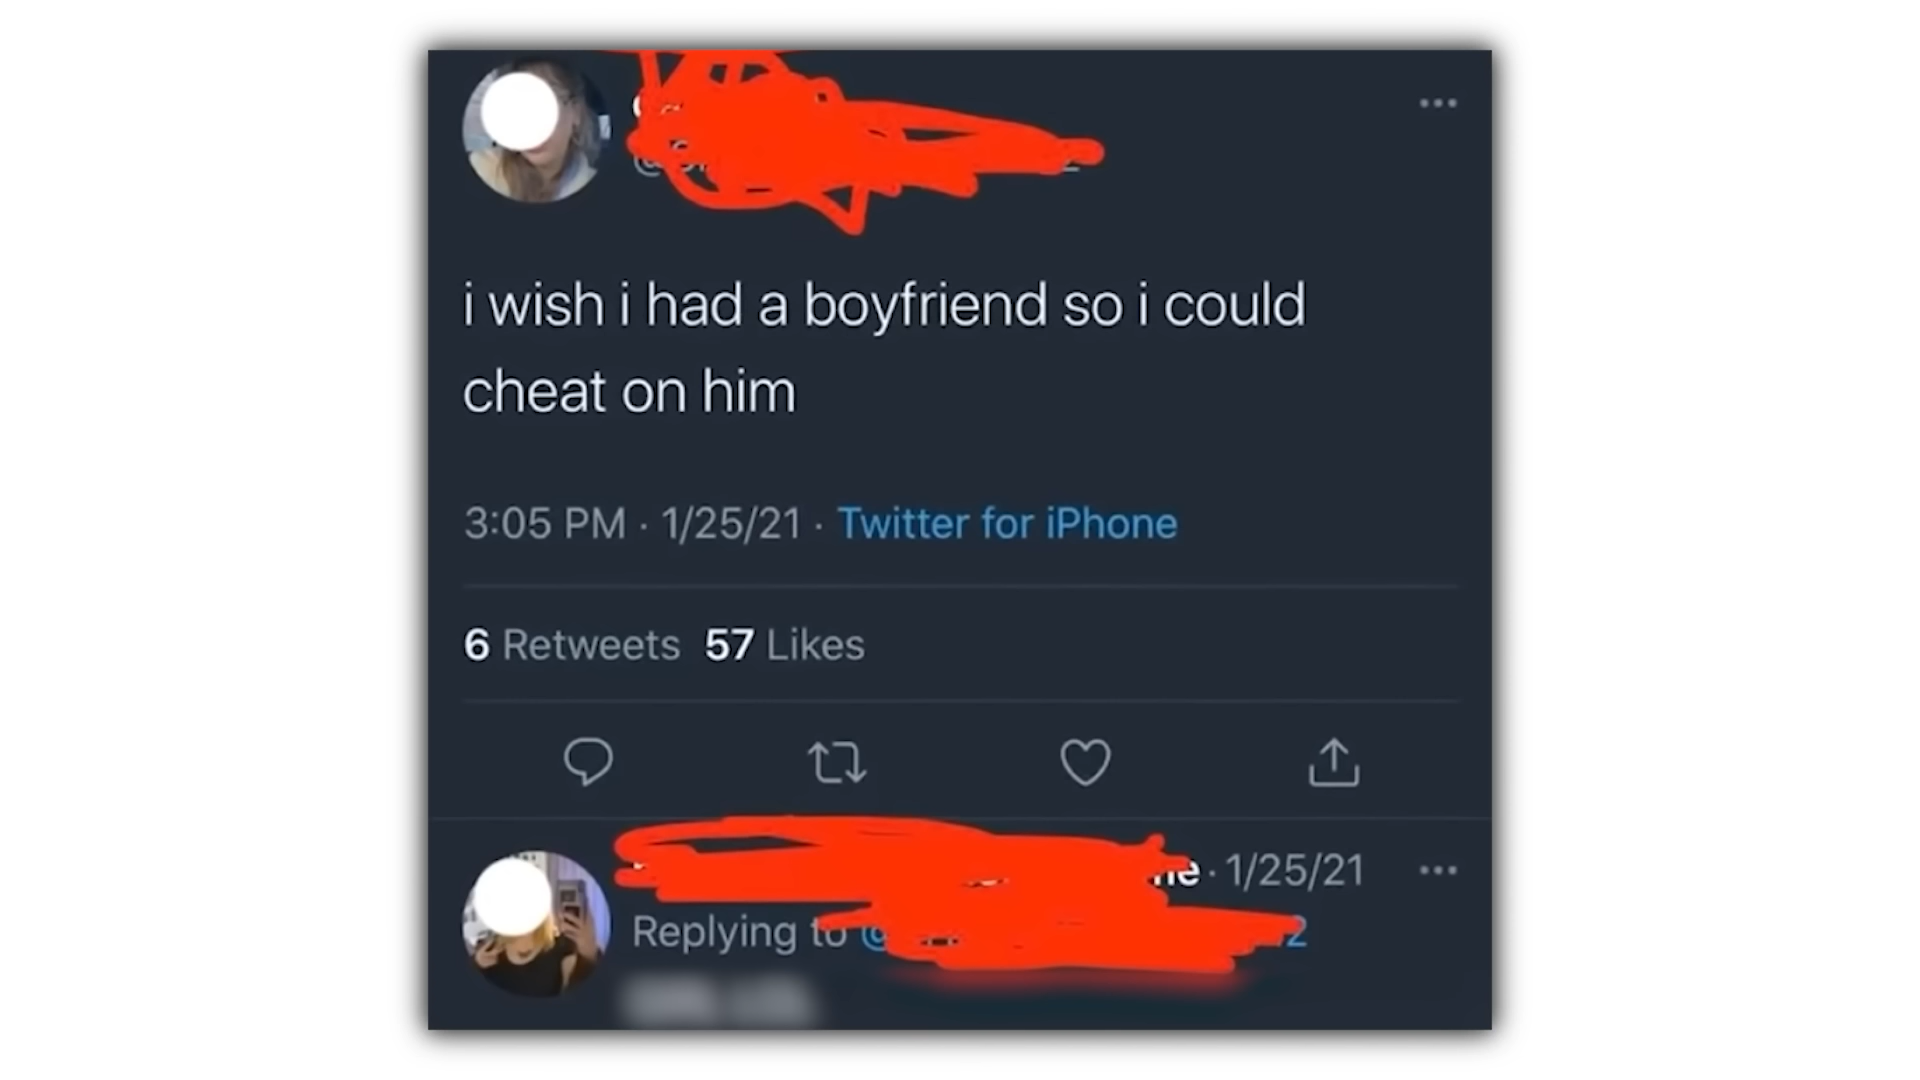 i wish i had a boyfriend so i could
cheat on him
3:05 PM · 1/25/21 · Twitter for iPhone
6 Retweets 57 Likes
· 1/25/21
Replying to